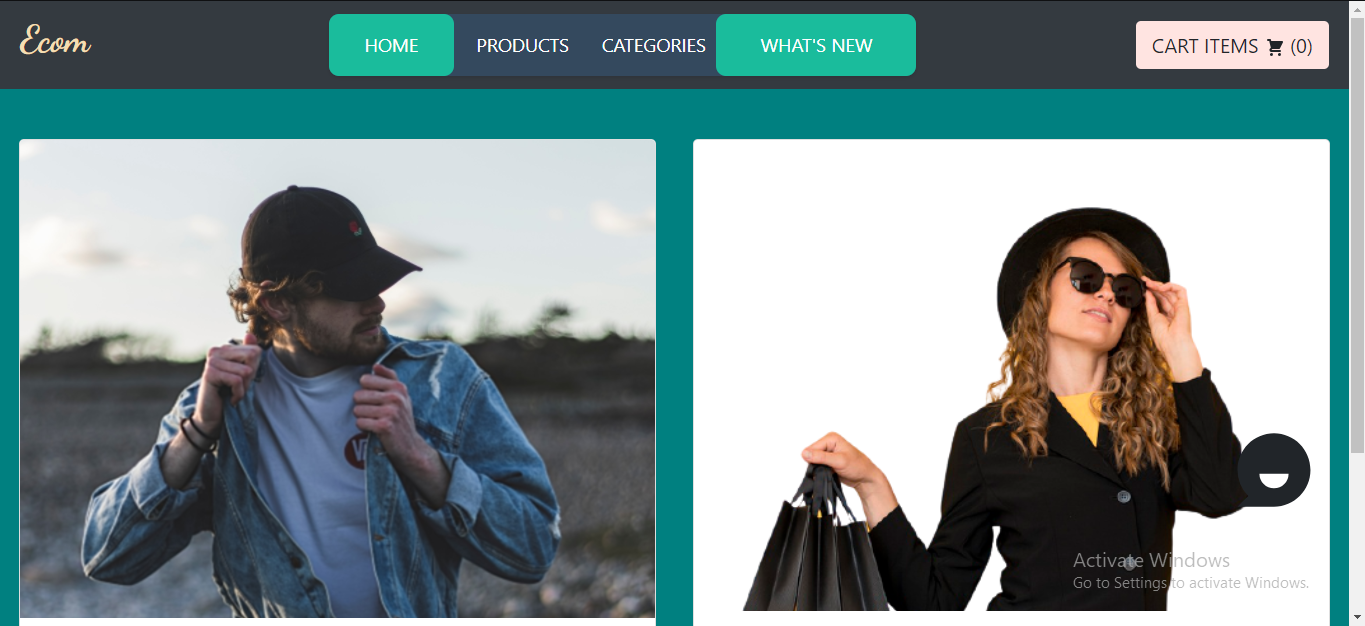 Ecom
HOME
PRODUCTS
CATEGORIES
WHAT'S NEW
CART ITEMS (0)
Activate Windows
Go to Settings to activate Windows.